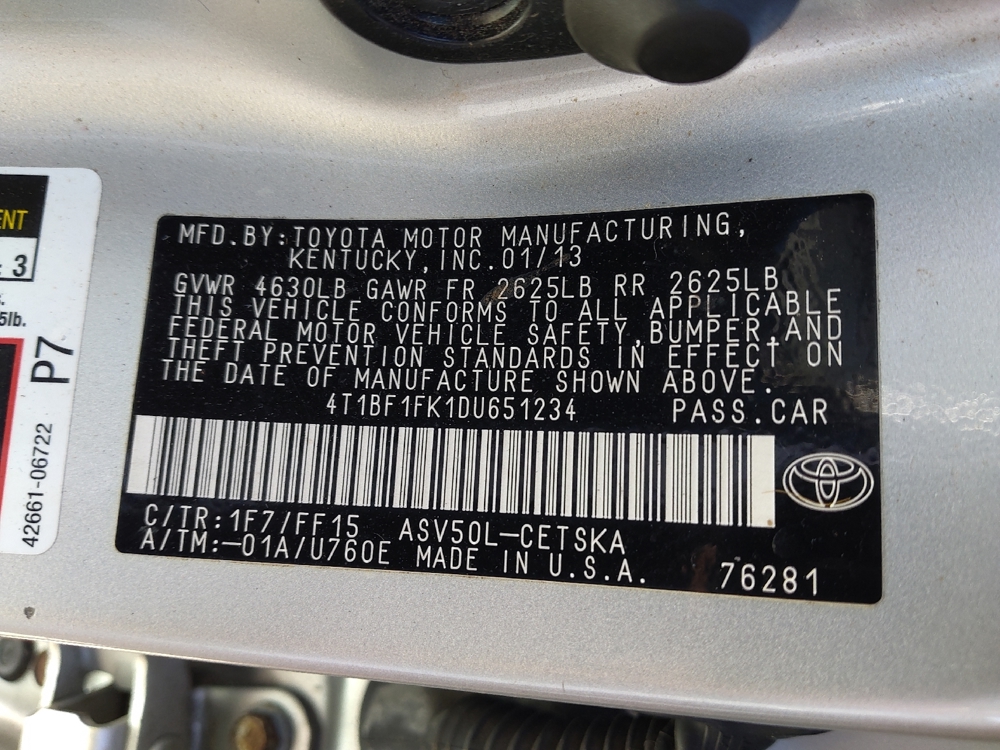 ENT
3
5lb.
P7
42661-06722
MFD.BY:TOYOTA MOTOR MANUFACTURING,
KENTUCKY,INC.01/13
GVWR 4630LB GAWR FR 2625LB RR 2625LB
THIS VEHICLE CONFORMS TO ALL APPLICABLE
FEDERAL MOTOR VEHICLE SAFETY,BUMPER,AND
THEFT PREVENTION STANDARDS IN EFFECT ON
THE DATE OF MANUFACTURE SHOWN ABOVE.
4T1BF1FK1DU651234 PASS.CAR
C/TR:1F7/FF15 ASV50L-CETSKA
A/TM:-01A/U760E MADE IN U.S.A.
76281